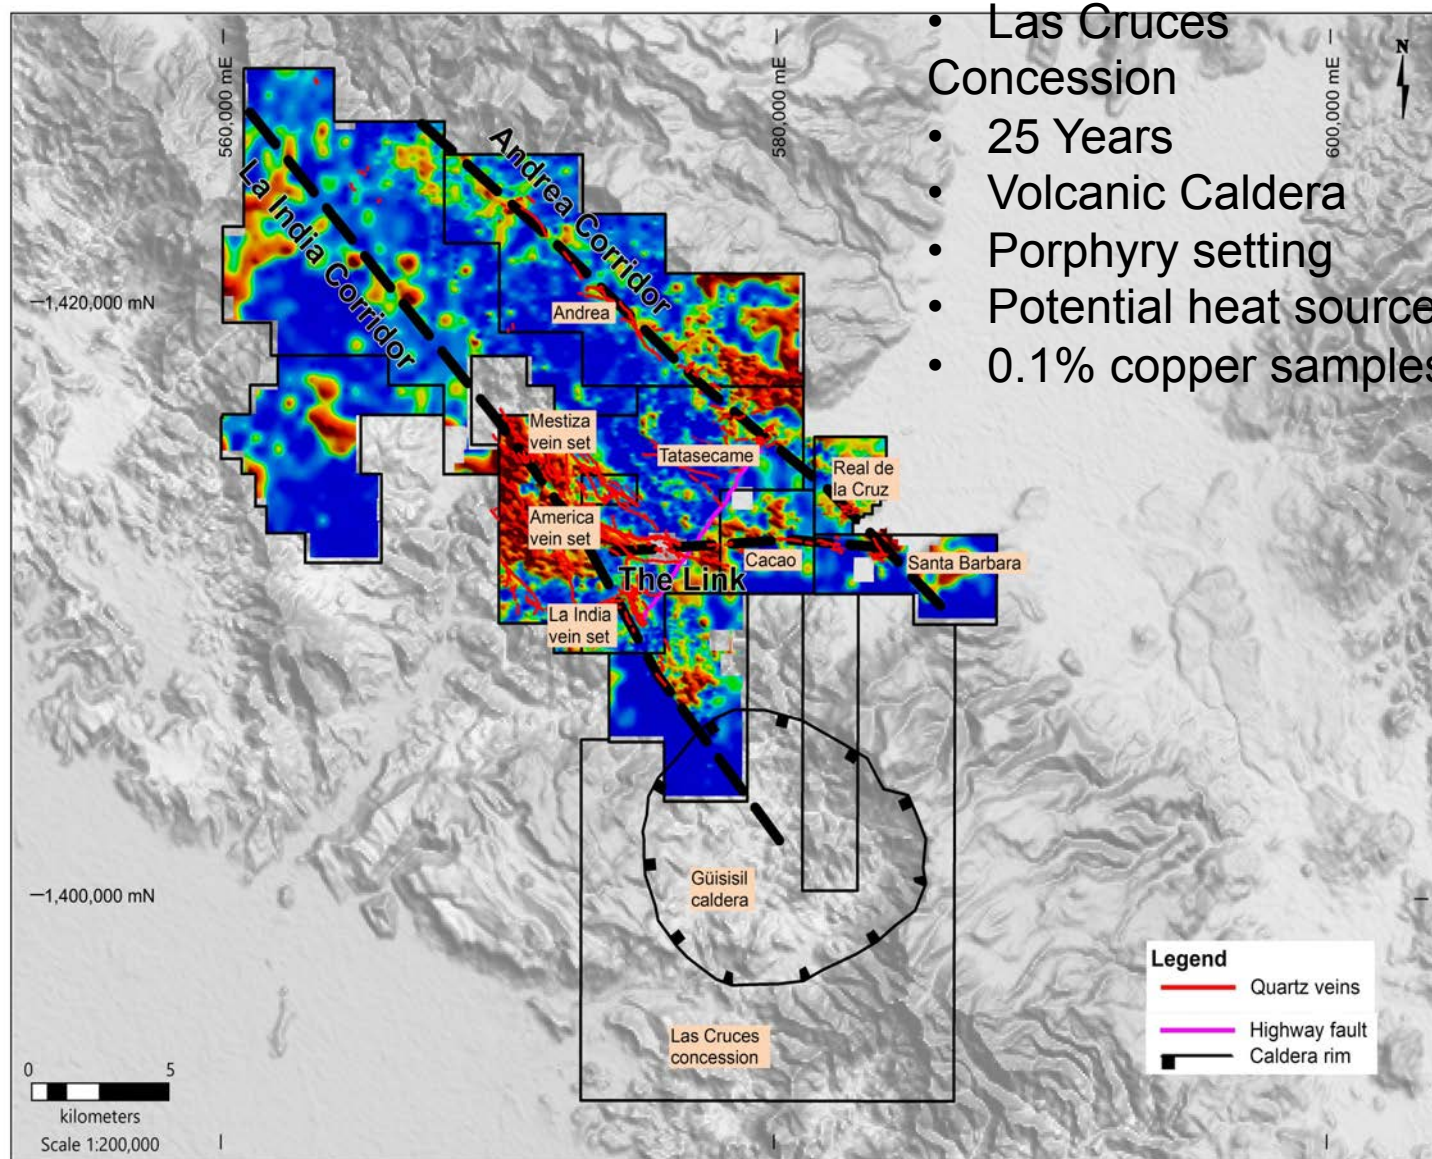 • Las Cruces
Concession
• 25 Years
• Volcanic Caldera
• Porphyry setting
• Potential heat source
• 0.1% copper samples
560,000 mE
580,000 mE
600,000 mE
N
Andrea Corridor
La India Corridor
1,420,000 mN
Andrea
Mestiza
vein set
Tatasecame
Real de
la Cruz
America
vein set
Cacao
Santa Barbara
The Link
La India
vein set
1,400,000 mN
Güisisil
caldera
Las Cruces
concession
Legend
Quartz veins
Highway fault
Caldera rim
0 5
kilometers
Scale 1:200,000